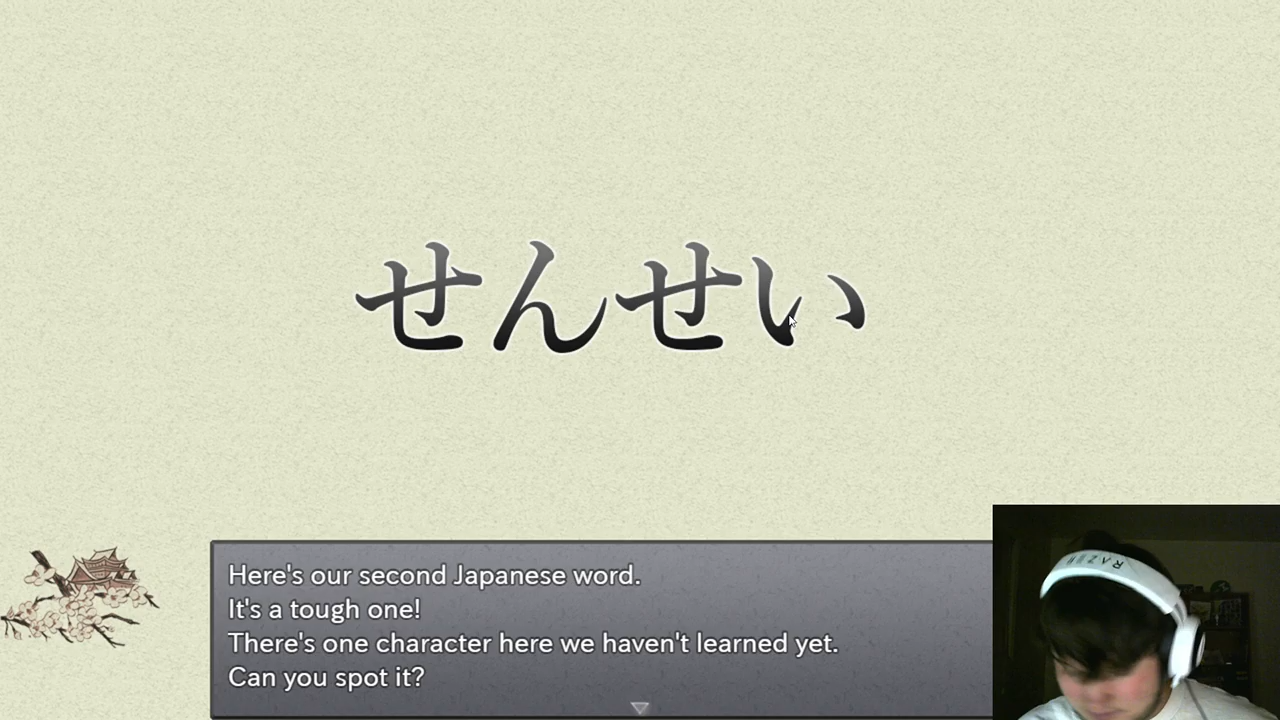 せんせい
Here's our second Japanese word.
It's a tough one!
There's one character here we haven't learned yet.
Can you spot it?
RAZER